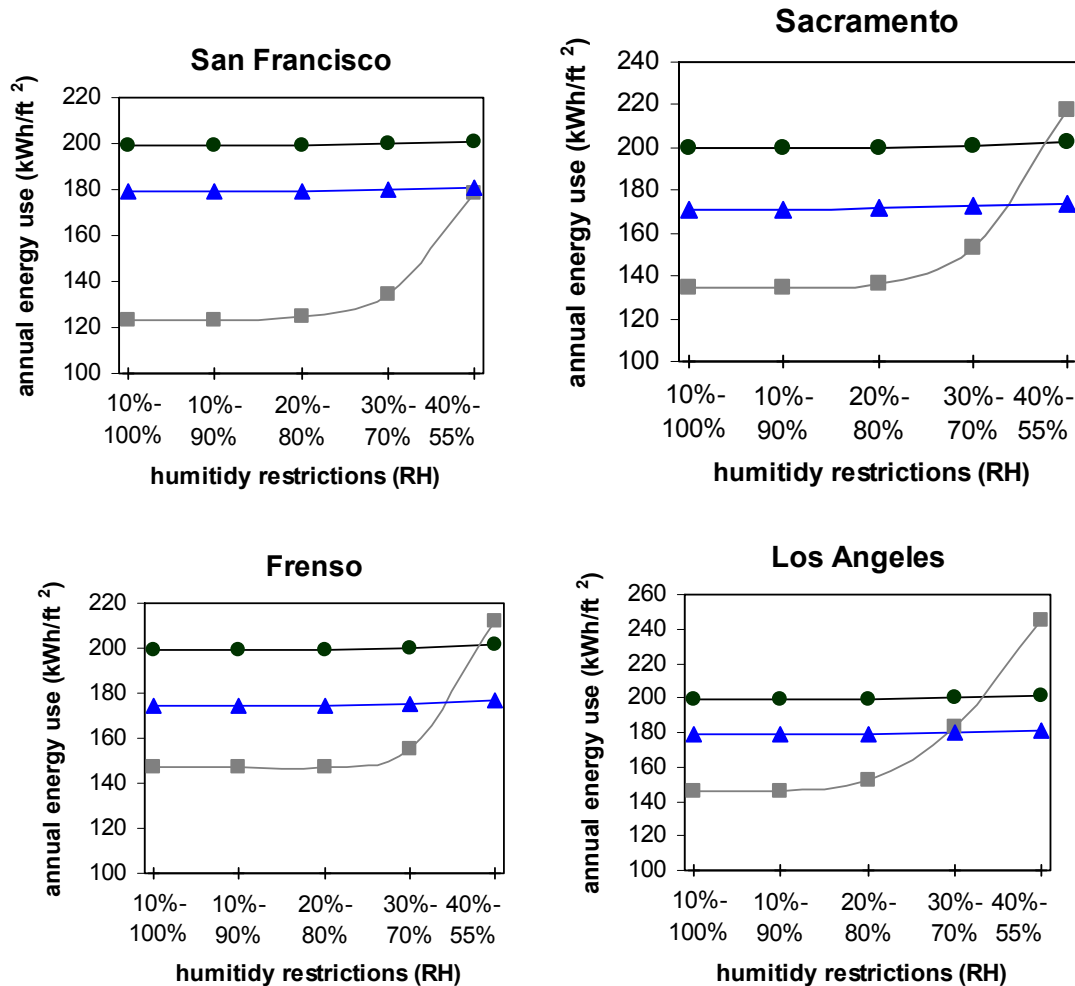 San Francisco
annual energy use (kWh/ft 2)
220
200
180
160
140
120
100
10%- 10%- 20%- 30%- 40%-
100% 90% 80% 70% 55%
humitidy restrictions (RH)
Sacramento
annual energy use (kWh/ft 2)
240
220
200
180
160
140
120
100
10%- 10%- 20%- 30%- 40%-
100% 90% 80% 70% 55%
humitidy restrictions (RH)
Frenso
annual energy use (kWh/ft 2)
220
200
180
160
140
120
100
10%- 10%- 20%- 30%- 40%-
100% 90% 80% 70% 55%
humitidy restrictions (RH)
Los Angeles
annual energy use (kWh/ft 2)
260
240
220
200
180
160
140
120
100
10%- 10%- 20%- 30%- 40%-
100% 90% 80% 70% 55%
humitidy restrictions (RH)